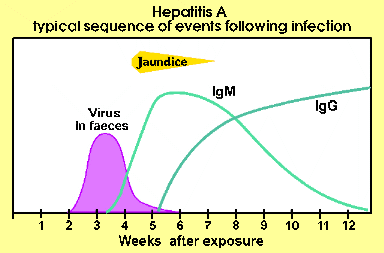 Hepatitis A
typical sequence of events following infection
Jaundice
IgM
IgG
Virus
In faeces
1 2 3 4 5 6 7 8 9 10 11 12
Weeks after exposure